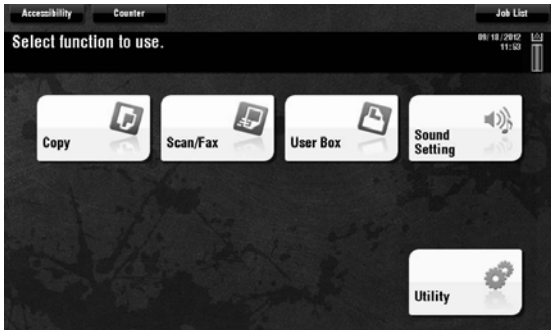 Accessibility
Counter
Job List
Select function to use.
09/18/2012
11:53
Copy
Scan/Fax
User Box
Sound
Setting
Utility